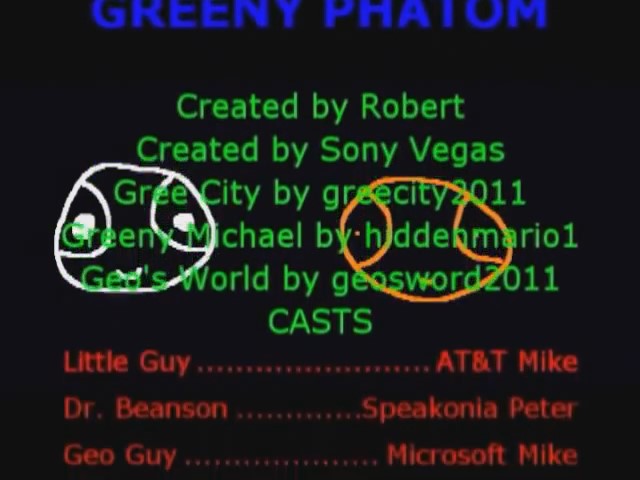 GREENY PHATOM
Created by Robert
Created by Sony Vegas
Gree City by greecity2011
Greeny Michael by hiddenmario1
Geo's World by geosword2011
CASTS
Little Guy ........................ AT&T Mike
Dr. Beanson .............Speakonia Peter
Geo Guy .................... Microsoft Mike